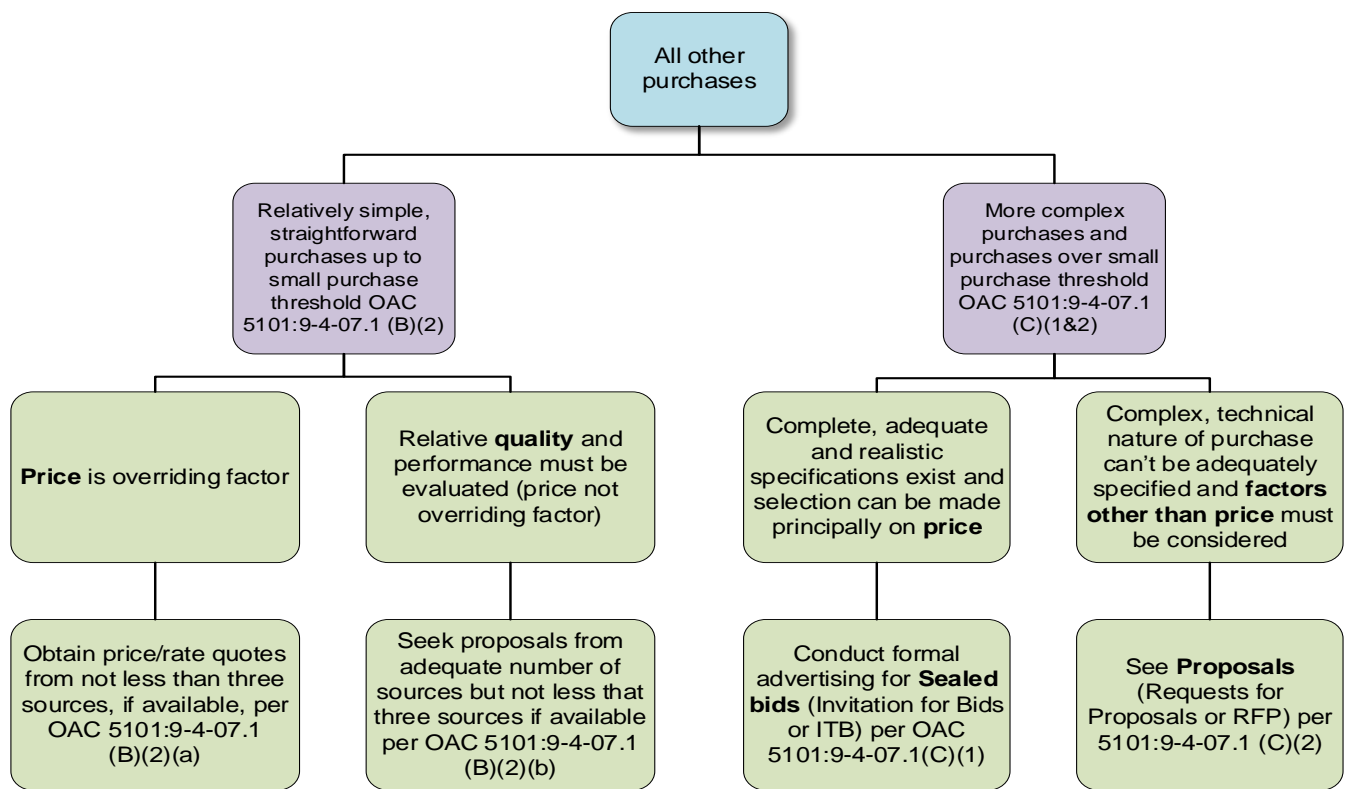 All other
purchases
Relatively simple,
straightforward
purchases up to
small purchase
threshold OAC
5101:9-4-07.1 (B)(2)
More complex
purchases and
purchases over small
purchase threshold
OAC 5101:9-4-07.1
(C)(1&2)
Price is overriding factor
Relative quality and
performance must be
evaluated (price not
overriding factor)
Complete, adequate
and realistic
specifications exist and
selection can be made
principally on price
Complex, technical
nature of purchase
can't be adequately
specified and factors
other than price must
be considered
Obtain price/rate quotes
from not less than three
sources, if available, per
OAC 5101:9-4-07.1
(B)(2)(a)
Seek proposals from
adequate number of
sources but not less that
three sources if available
per OAC 5101:9-4-07.1
(B)(2)(b)
Conduct formal
advertising for Sealed
bids (Invitation for Bids
or ITB) per OAC
5101:9-4-07.1(C)(1)
See Proposals
(Requests for
Proposals or RFP) per
5101:9-4-07.1 (C)(2)